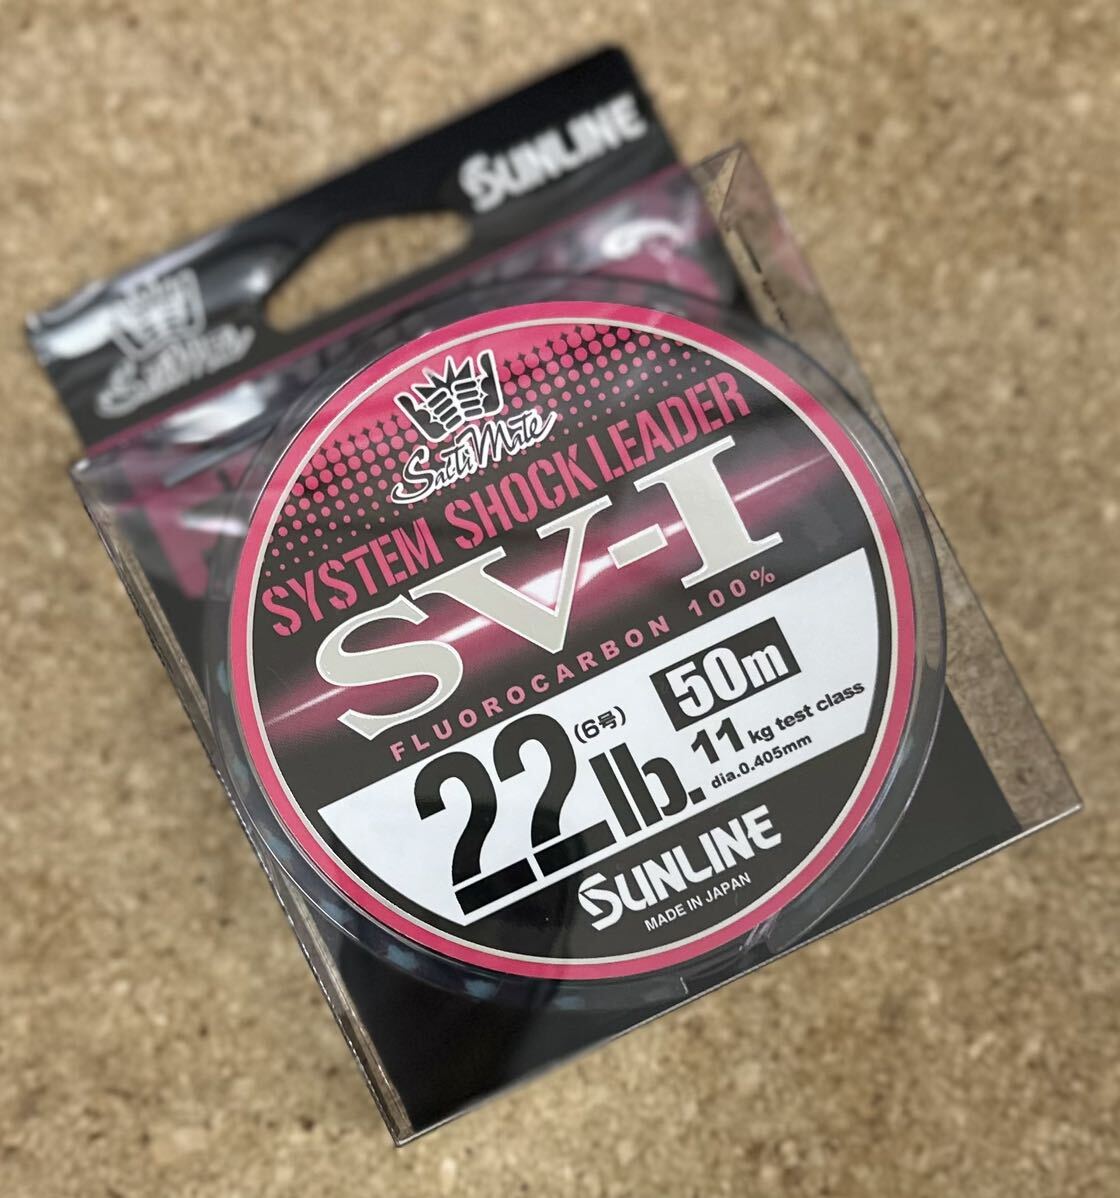 SUNLINE
SaltiMate
SaltiMate
SYSTEM SHOCK LEADER
SV-I
FLUOROCARBON 100%
50m
22lb.
(6号)
11 kg test class
dia.0.405mm
SUNLINE
MADE IN JAPAN